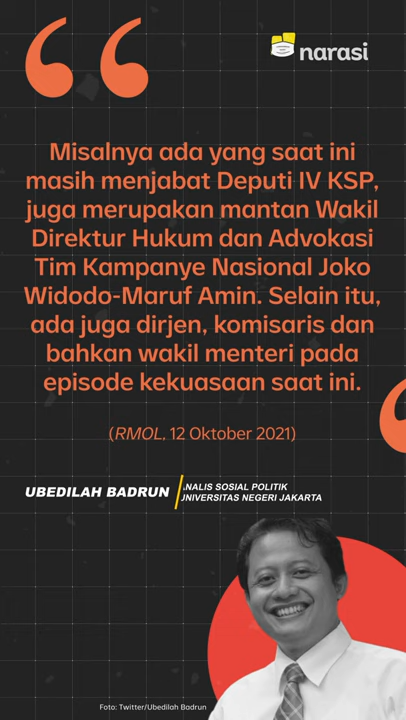 narasi
Misalnya ada yang saat ini
masih menjabat Deputi IV KSP,
juga merupakan mantan Wakil
Direktur Hukum dan Advokasi
Tim Kampanye Nasional Joko
Widodo-Maruf Amin. Selain itu,
ada juga dirjen, komisaris dan
bahkan wakil menteri pada
episode kekuasaan saat ini.
(RMOL, 12 Oktober 2021)
UBEDILAH BADRUN
NALIS SOSIAL POLITIK
UNIVERSITAS NEGERI JAKARTA
Foto: Twitter/Ubedilah Badrun